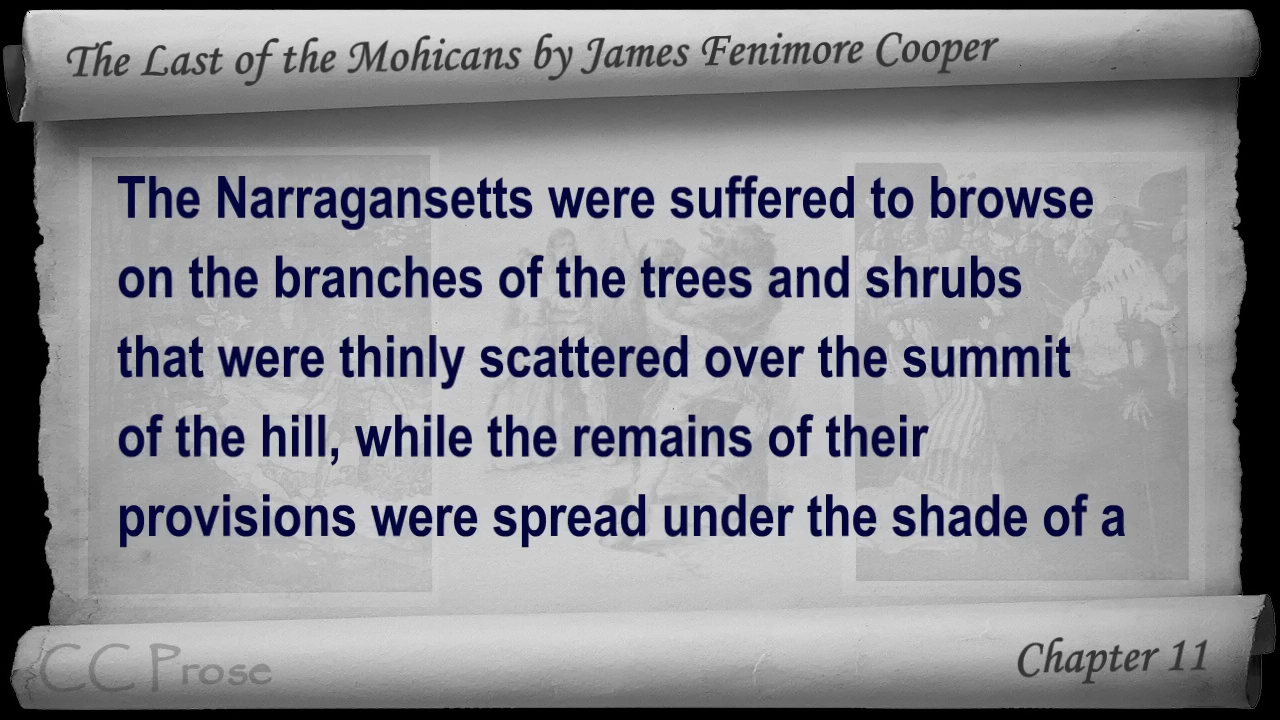 The Last of the Mohicans by James Fenimore Cooper
The Narragansetts were suffered to browse
on the branches of the trees and shrubs
that were thinly scattered over the summit
of the hill, while the remains of their
provisions were spread under the shade of a
CC Prose
Chapter 11